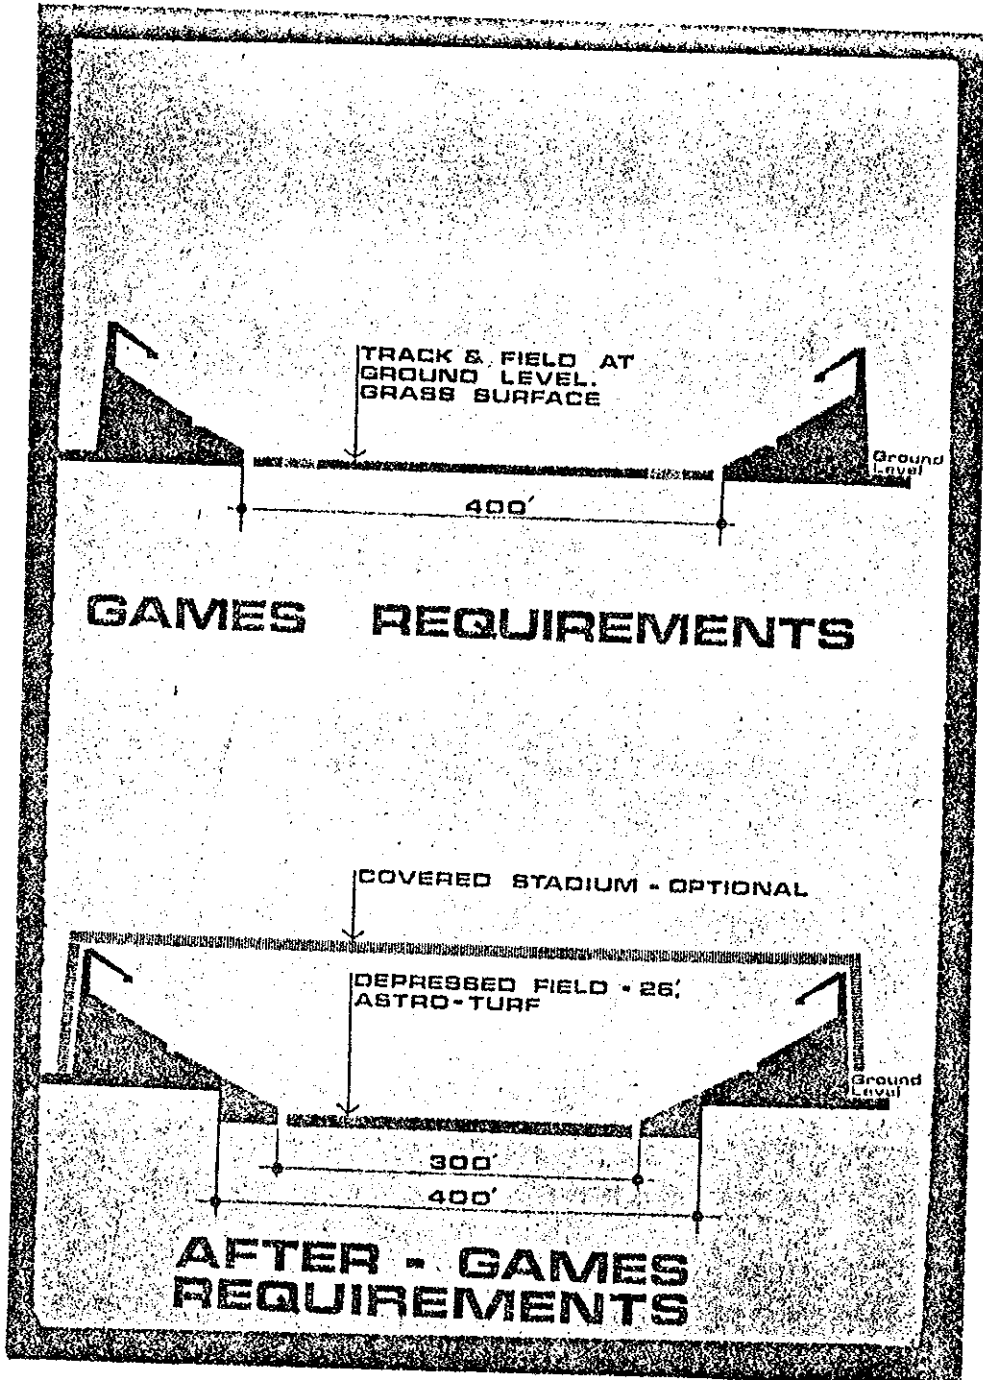 TRACK & FIELD AT
GROUND LEVEL.
GRASS SURFACE
Ground
Level
400'
GAMES REQUIREMENTS
COVERED STADIUM - OPTIONAL
DEPRESSED FIELD - 26',
ASTRO-TURF
Ground
Level
300'
400'
AFTER - GAMES
REQUIREMENTS